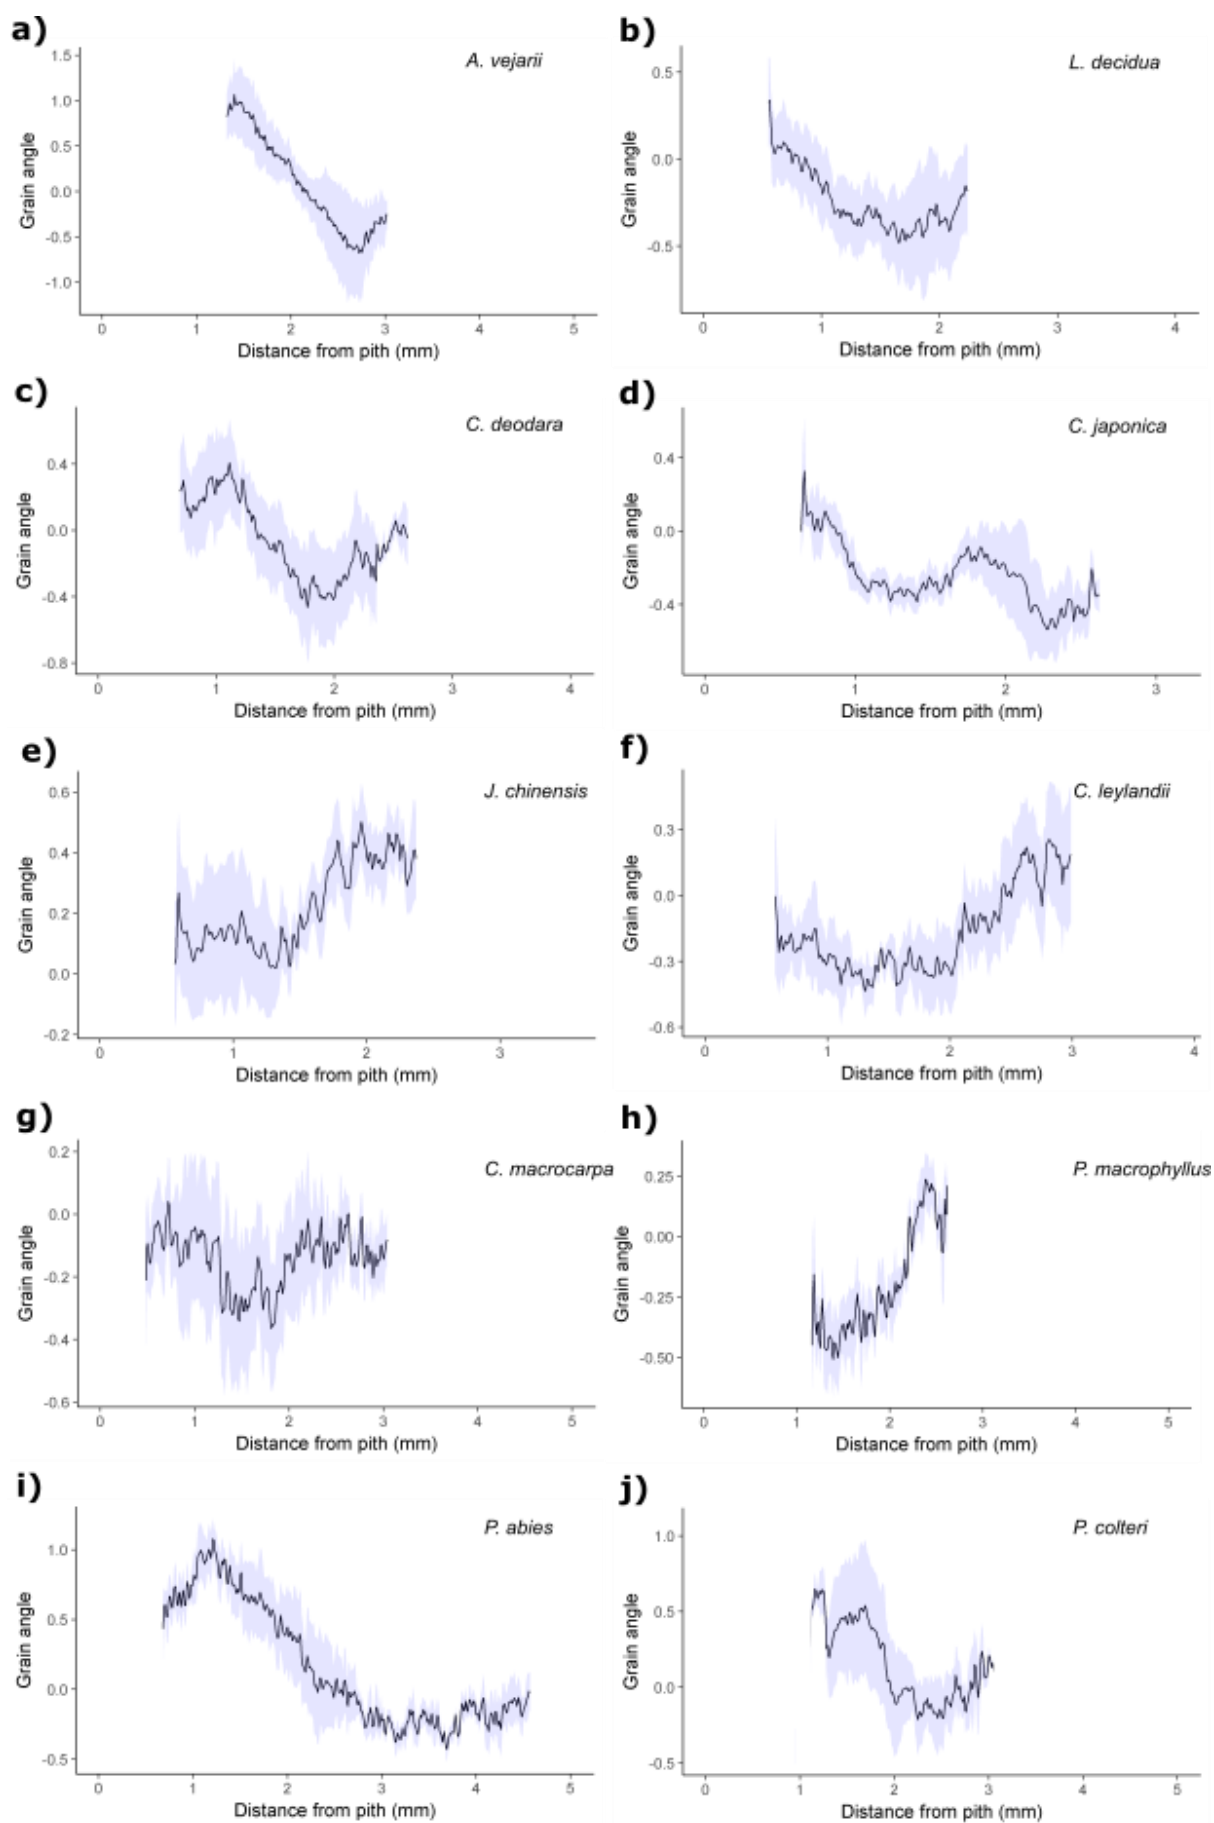 a)
A. vejarii
Grain angle
1.5
1.0
0.5
0.0
-0.5
-1.0
0 1 2 3 4 5
Distance from pith (mm)
b)
L. decidua
Grain angle
0.5
0.0
-0.5
0 1 2 3 4
Distance from pith (mm)
c)
C. deodara
Grain angle
0.4
0.0
-0.4
-0.8
0 1 2 3 4
Distance from pith (mm)
d)
C. japonica
Grain angle
0.4
0.0
-0.4
0 1 2 3
Distance from pith (mm)
e)
J. chinensis
Grain angle
0.6
0.4
0.2
0.0
-0.2
0 1 2 3
Distance from pith (mm)
f)
C. leylandii
Grain angle
0.3
0.0
-0.3
-0.6
0 1 2 3 4
Distance from pith (mm)
g)
C. macrocarpa
Grain angle
0.2
0.0
-0.2
-0.4
-0.6
0 1 2 3 4 5
Distance from pith (mm)
h)
P. macrophyllus
Grain angle
0.25
0.00
-0.25
-0.50
0 1 2 3 4 5
Distance from pith (mm)
i)
P. abies
Grain angle
1.0
0.5
0.0
-0.5
0 1 2 3 4 5
Distance from pith (mm)
j)
P. colteri
Grain angle
1.0
0.5
0.0
-0.5
0 1 2 3 4 5
Distance from pith (mm)